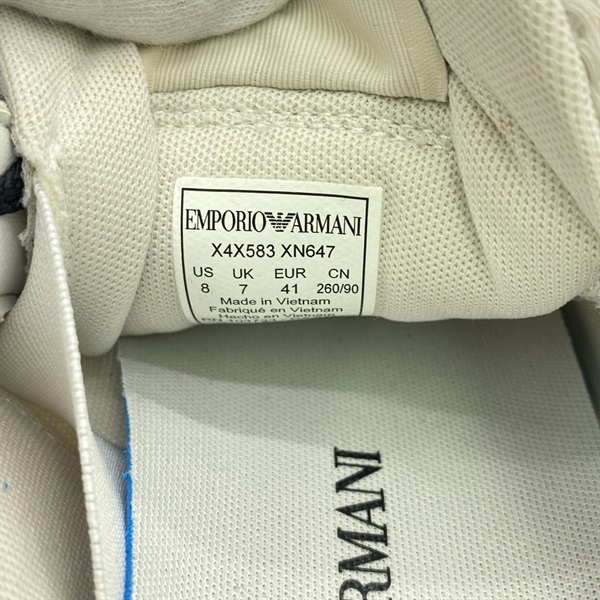 EMPORIO ARMANI
X4X583 XN647
US UK EUR CN
8 7 41 260/90
Made in Vietnam
Fabriqué en Vietnam
Hecho en Vietnam
ARMANI